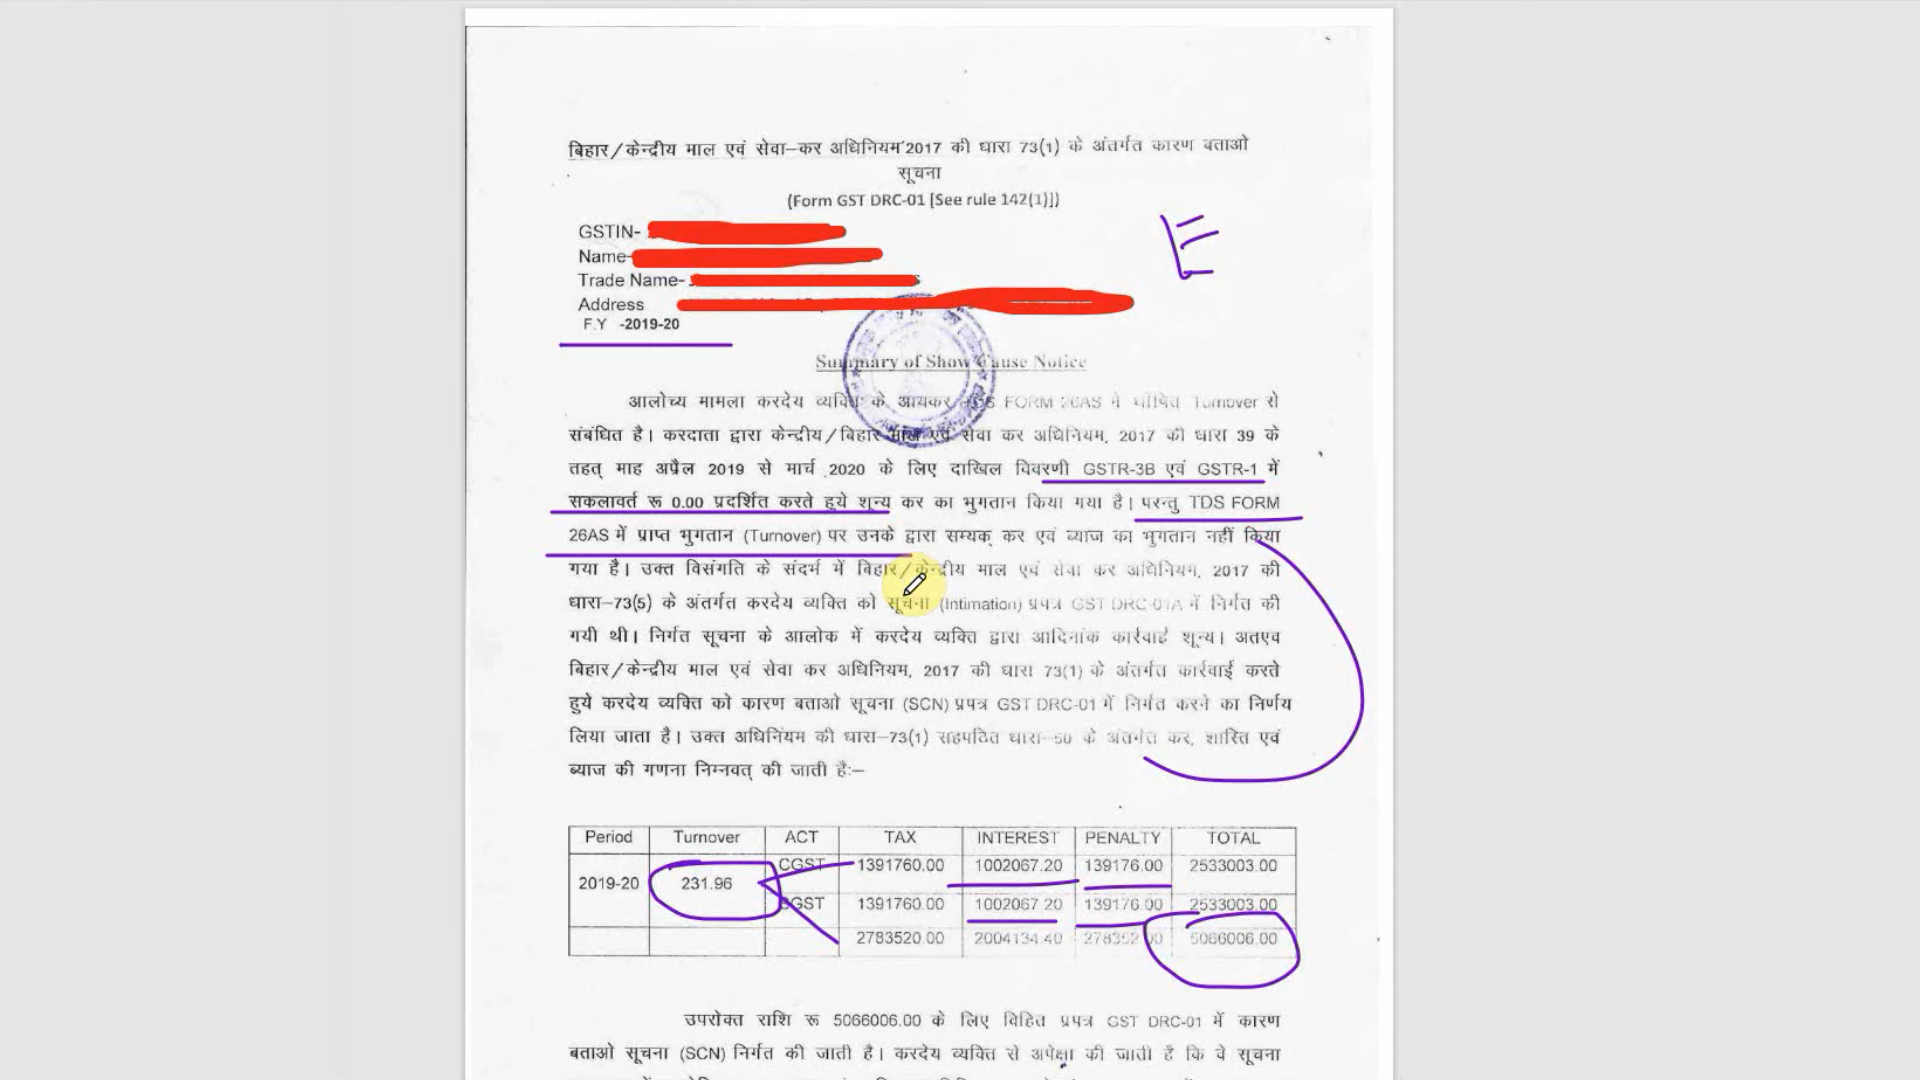 बिहार/केन्द्रीय माल एवं सेवा–कर अधिनियम'2017 की धारा 73(1) के अंतर्गत कारण बताओ
सूचना
(Form GST DRC-01 [See rule 142(1)])
GSTIN-
Name-
Trade Name-
Address
F.Y -2019-20
Summary of Show Cause Notice
आलोच्य मामला करदेय व्यक्ति के आयकर TDS FORM 26AS में घोषित Turnover से
संबंधित है। करदाता द्वारा केन्द्रीय/बिहार माल एवं सेवा कर अधिनियम, 2017 की धारा 39 के
तहत् माह अप्रैल 2019 से मार्च 2020 के लिए दाखिल विवरणी GSTR-3B एवं GSTR-1 में
सकलावर्त रू 0.00 प्रदर्शित करते हुये शून्य कर का भुगतान किया गया है। परन्तु TDS FORM
26AS में प्राप्त भुगतान (Turnover) पर उनके द्वारा सम्यक् कर एवं ब्याज का भुगतान नहीं किया
गया है। उक्त विसंगति के संदर्भ में बिहार/केन्द्रीय माल एवं सेवा कर अधिनियम, 2017 की
धारा–73(5) के अंतर्गत करदेय व्यक्ति को सूचना (Intimation) प्रपत्र GST DRC-01A में निर्गत की
गयी थी। निर्गत सूचना के आलोक में करदेय व्यक्ति द्वारा आदिनांक कार्रवाई शून्य। अतएव
बिहार/केन्द्रीय माल एवं सेवा कर अधिनियम, 2017 की धारा 73(1) के अंतर्गत कार्रवाई करते
हुये करदेय व्यक्ति को कारण बताओ सूचना (SCN) प्रपत्र GST DRC-01 में निर्गत करने का निर्णय
लिया जाता है। उक्त अधिनियम की धारा–73(1) सहपठित धारा–50 के अंतर्गत कर, शास्ति एवं
ब्याज की गणना निम्नवत् की जाती है:–
Period Turnover ACT TAX INTEREST PENALTY TOTAL
CGST 1391760.00 1002067.20 139176.00 2533003.00
2019-20 231.96
SGST 1391760.00 1002067.20 139176.00 2533003.00
2783520.00 2004134.40 278352.00 5066006.00
उपरोक्त राशि रू 5066006.00 के लिए विहित प्रपत्र GST DRC-01 में कारण
बताओ सूचना (SCN) निर्गत की जाती है। करदेय व्यक्ति से अपेक्षा की जाती है कि वे सूचना